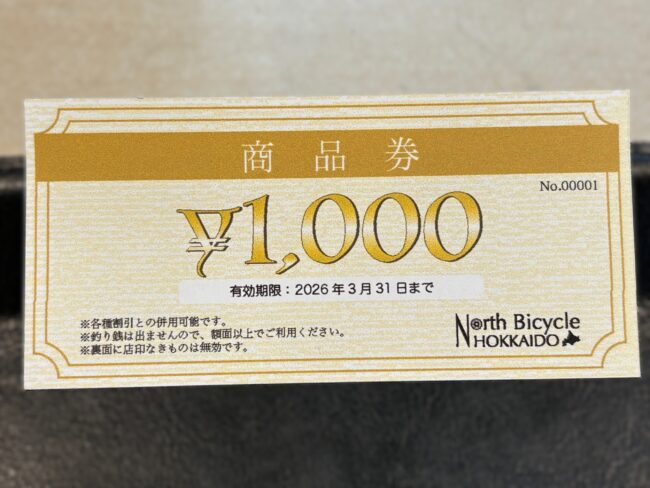 商品券
No.00001
¥1,000
有効期限：2026年3月31日まで
※各種割引との併用可能です。
※釣り銭は出ませんので、額面以上でご利用ください。
※裏面に店印なきものは無効です。
North Bicycle
HOKKAIDO